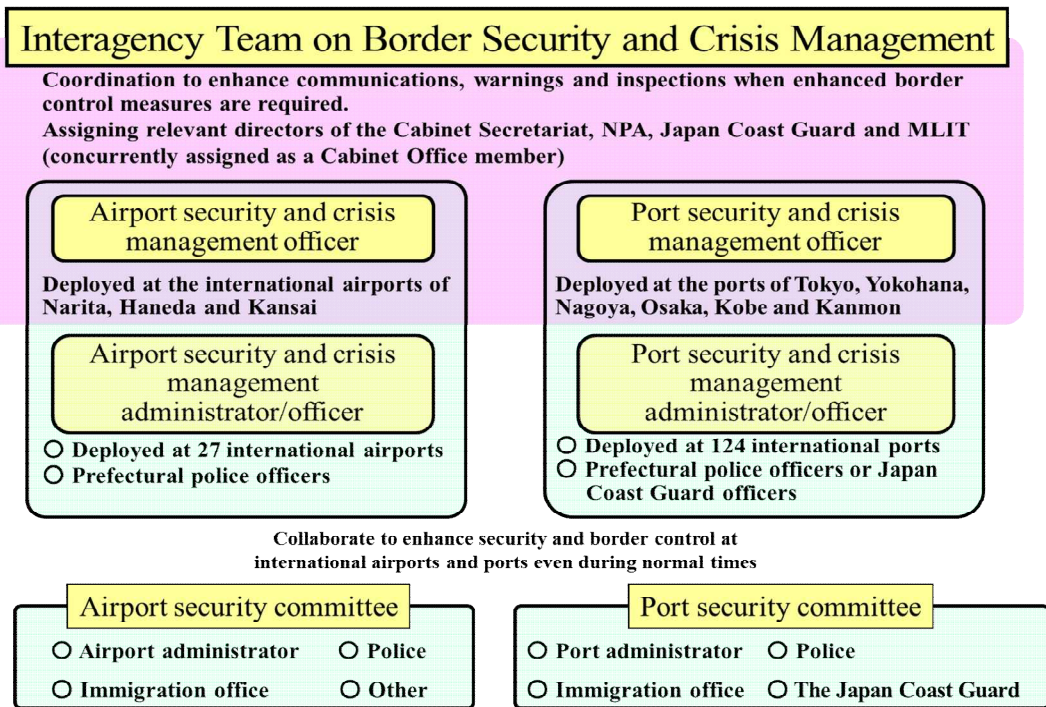 Interagency Team on Border Security and Crisis Management
Coordination to enhance communications, warnings and inspections when enhanced border
control measures are required.
Assigning relevant directors of the Cabinet Secretariat, NPA, Japan Coast Guard and MLIT
(concurrently assigned as a Cabinet Office member)
Airport security and crisis
management officer
Deployed at the international airports of
Narita, Haneda and Kansai
Airport security and crisis
management
administrator/officer
○ Deployed at 27 international airports
○ Prefectural police officers
Port security and crisis
management officer
Deployed at the ports of Tokyo, Yokohana,
Nagoya, Osaka, Kobe and Kanmon
Port security and crisis
management
administrator/officer
○ Deployed at 124 international ports
○ Prefectural police officers or Japan
Coast Guard officers
Collaborate to enhance security and border control at
international airports and ports even during normal times
Airport security committee
○ Airport administrator ○ Police
○ Immigration office ○ Other
Port security committee
○ Port administrator ○ Police
○ Immigration office ○ The Japan Coast Guard